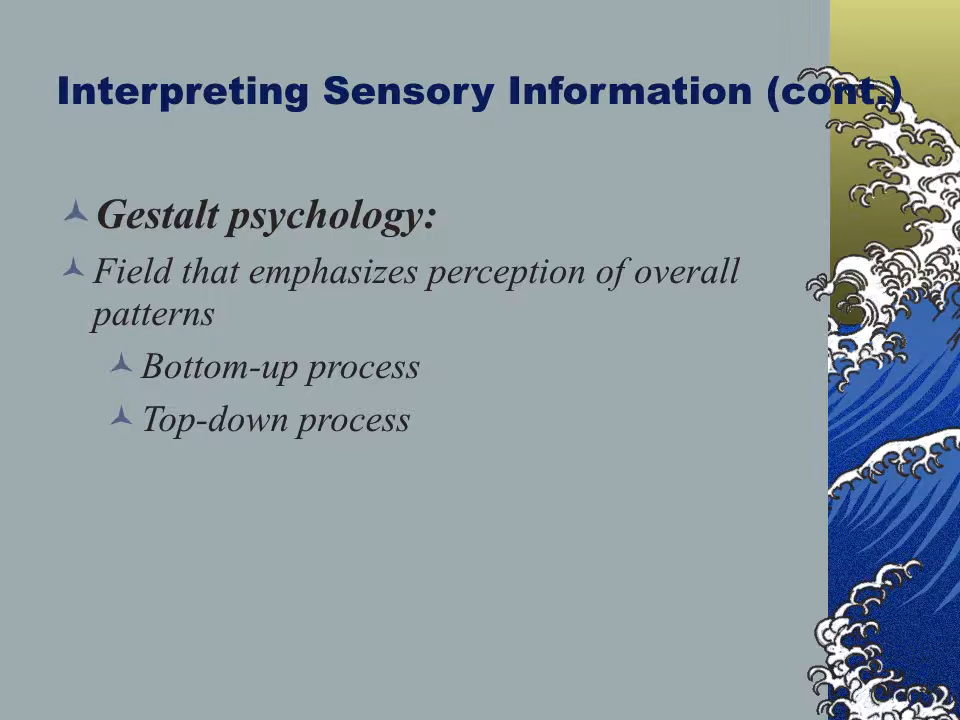 Interpreting Sensory Information (cont.)
Gestalt psychology:
Field that emphasizes perception of overall
patterns
Bottom-up process
Top-down process